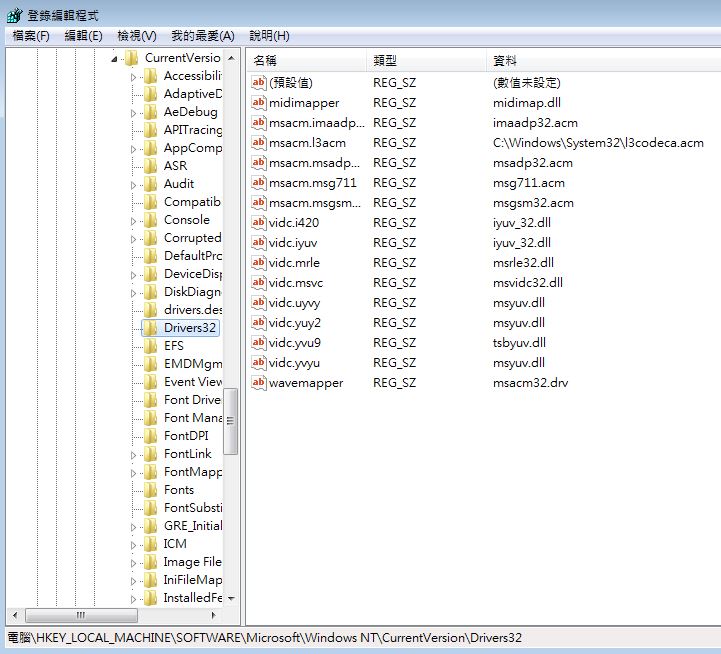 登錄編輯程式
檔案(F) 編輯(E) 檢視(V) 我的最愛(A) 說明(H)
CurrentVersio
Accessibili
AdaptiveD
AeDebug
APITracing
AppComp
ASR
Audit
Compatib
Console
Corrupted
DefaultPro
DeviceDisp
DiskDiagn
drivers.des
Drivers32
EFS
EMDMgm
Event View
Font Drive
Font Mana
FontDPI
FontLink
FontMapp
Fonts
FontSubsti
GRE_Initial
ICM
Image File
IniFileMap
InstalledFe
名稱 類型 資料
(預設值) REG_SZ (數值未設定)
midimapper REG_SZ midimap.dll
msacm.imaadp... REG_SZ imaadp32.acm
msacm.l3acm REG_SZ C:\Windows\System32\l3codeca.acm
msacm.msadp... REG_SZ msadp32.acm
msacm.msg711 REG_SZ msg711.acm
msacm.msgsm... REG_SZ msgsm32.acm
vidc.i420 REG_SZ iyuv_32.dll
vidc.iyuv REG_SZ iyuv_32.dll
vidc.mrle REG_SZ msrle32.dll
vidc.msvc REG_SZ msvidc32.dll
vidc.uyvy REG_SZ msyuv.dll
vidc.yuy2 REG_SZ msyuv.dll
vidc.yvu9 REG_SZ tsbyuv.dll
vidc.yvyu REG_SZ msyuv.dll
wavemapper REG_SZ msacm32.drv
電腦\HKEY_LOCAL_MACHINE\SOFTWARE\Microsoft\Windows NT\CurrentVersion\Drivers32